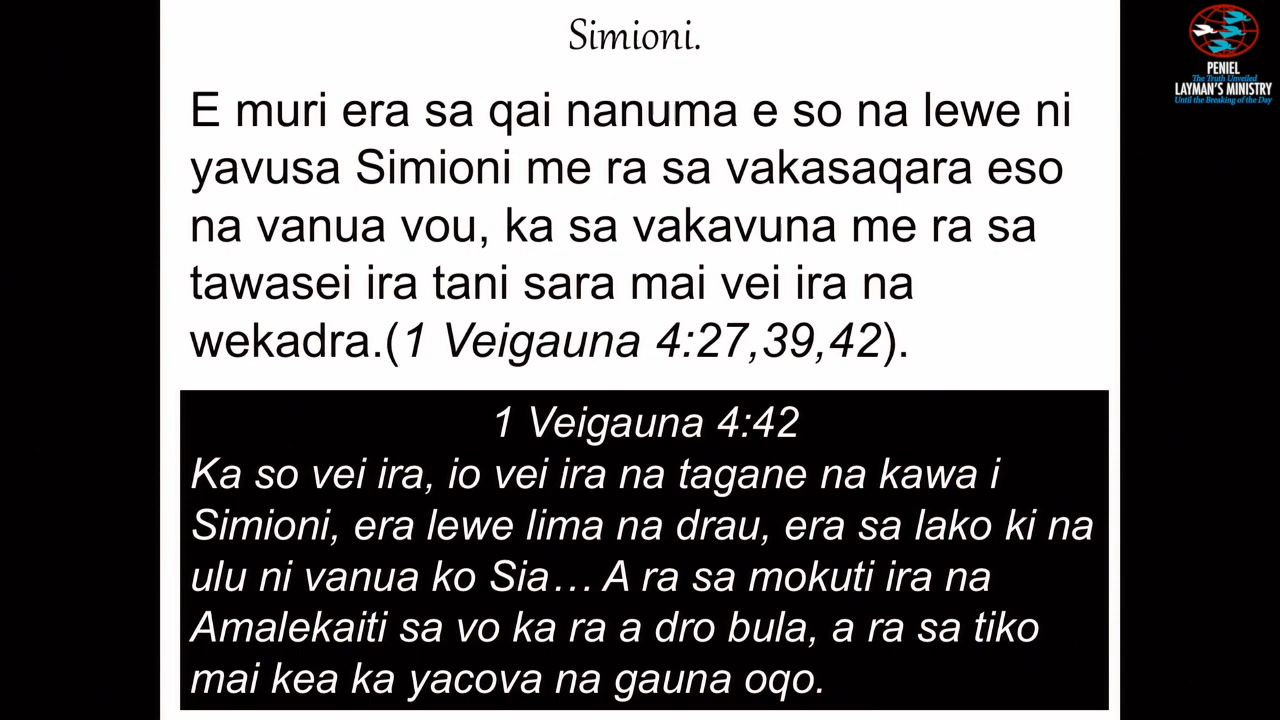 Simioni.
E muri era sa qai nanuma e so na lewe ni
yavusa Simioni me ra sa vakasaqara eso
na vanua vou, ka sa vakavuna me ra sa
tawasei ira tani sara mai vei ira na
wekadra.(1 Veigauna 4:27,39,42).
1 Veigauna 4:42
Ka so vei ira, io vei ira na tagane na kawa i
Simioni, era lewe lima na drau, era sa lako ki na
ulu ni vanua ko Sia… A ra sa mokuti ira na
Amalekaiti sa vo ka ra a dro bula, a ra sa tiko
mai kea ka yacova na gauna oqo.
PENIEL
The Truth Unveiled
LAYMAN'S MINISTRY
Until the Breaking of the Day